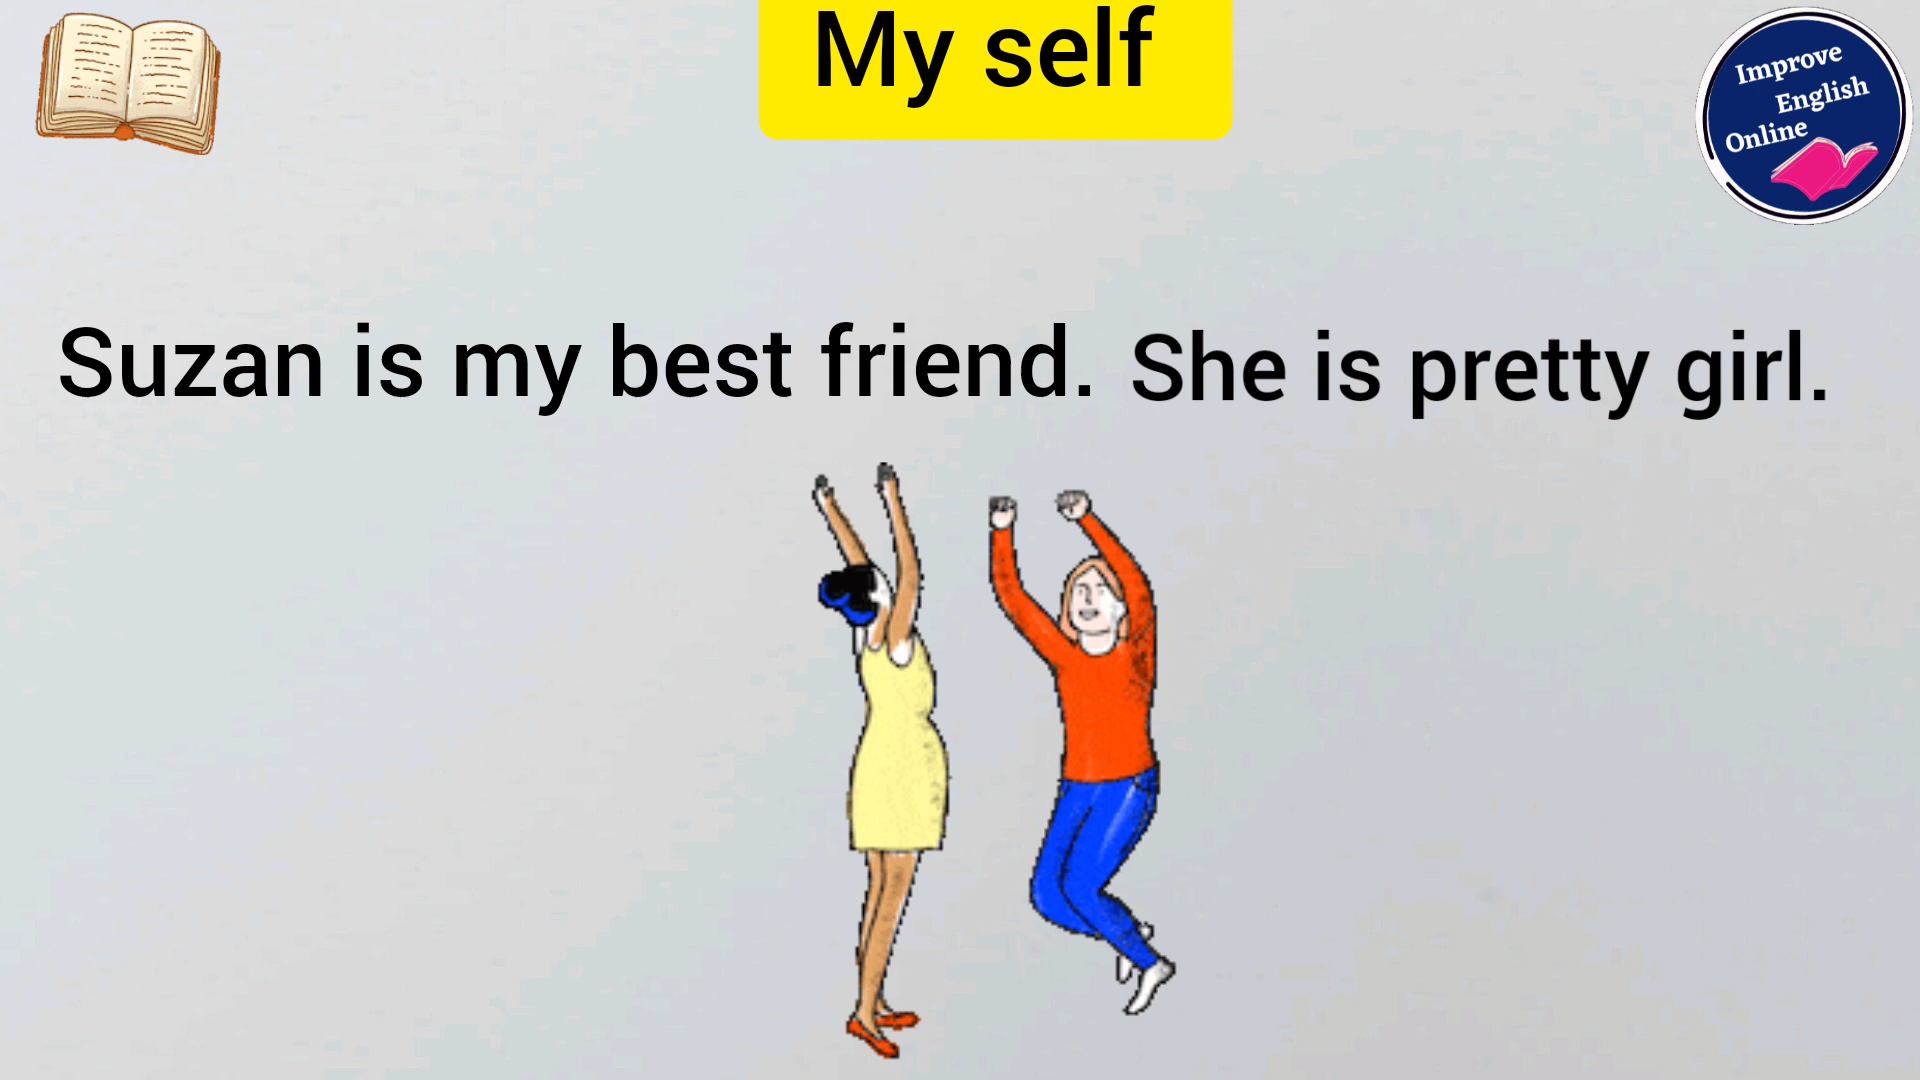 My self
Improve
English
Online
Suzan is my best friend. She is pretty girl.